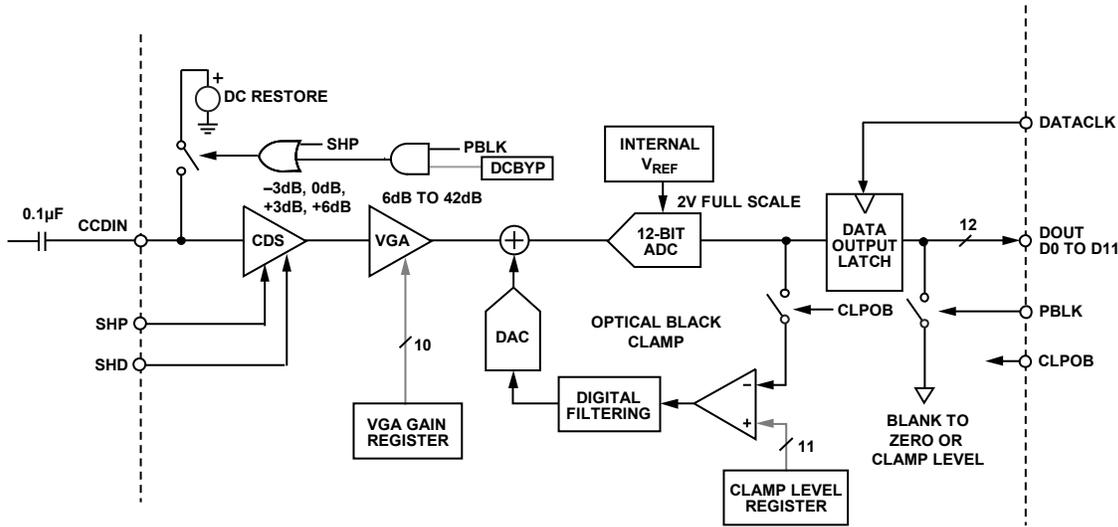 DC RESTORE
+
SHP
PBLK
DCBYP
–3dB, 0dB,
+3dB, +6dB
6dB TO 42dB
INTERNAL
VREF
2V FULL SCALE
DATACLK
0.1µF
CCDIN
CDS
VGA
12-BIT
ADC
DATA
OUTPUT
LATCH
12
DOUT
D0 TO D11
SHP
SHD
10
DAC
OPTICAL BLACK
CLAMP
CLPOB
PBLK
CLPOB
VGA GAIN
REGISTER
DIGITAL
FILTERING
–
+
11
BLANK TO
ZERO OR
CLAMP LEVEL
CLAMP LEVEL
REGISTER